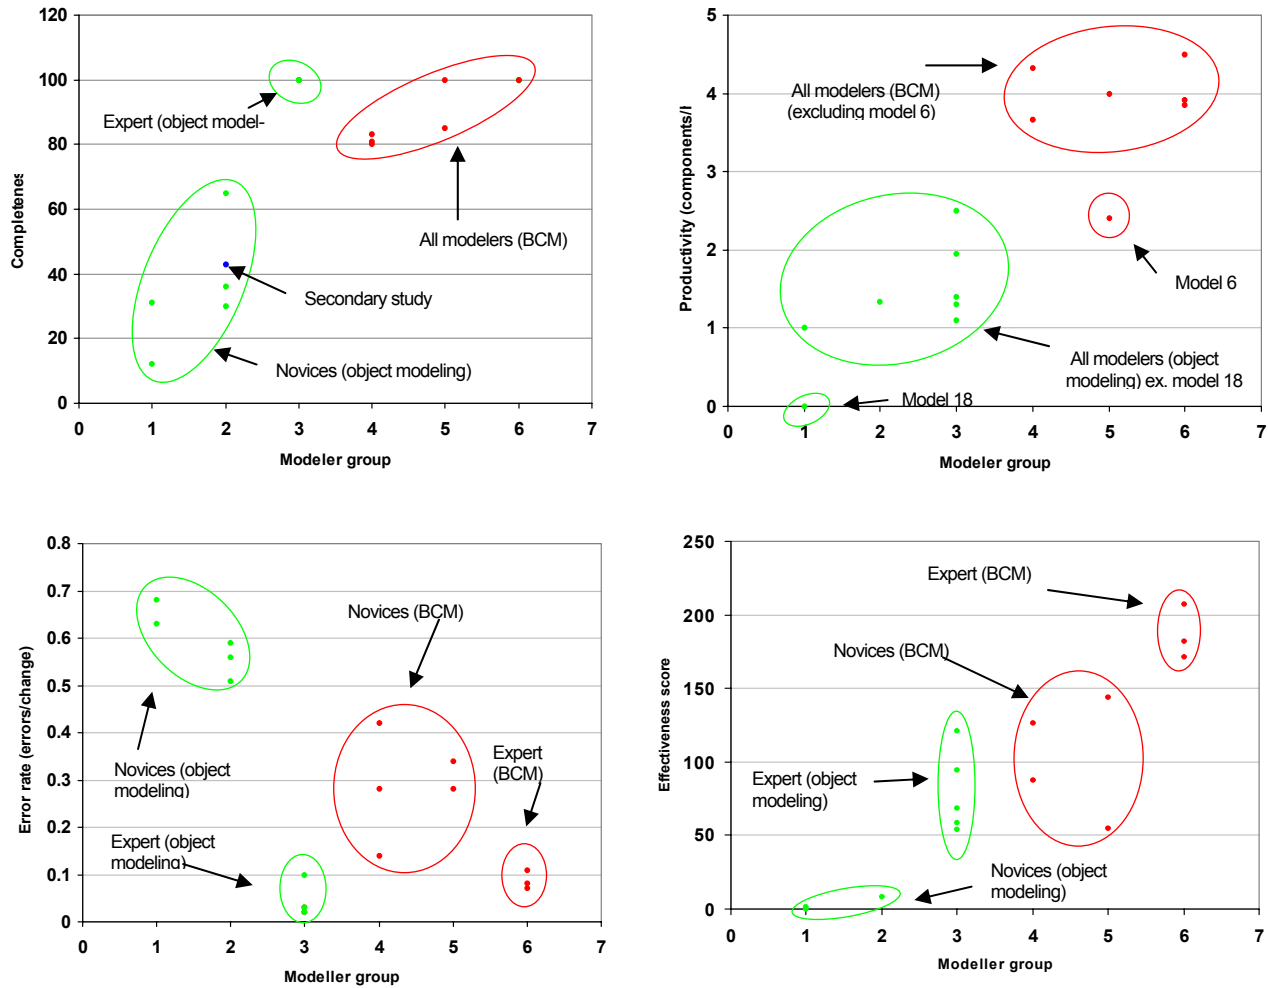 120
100
80
60
40
20
0
0 1 2 3 4 5 6 7
Completenes
Modeler group
Expert (object model-
All modelers (BCM)
Secondary study
Novices (object modeling)
5
4
3
2
1
0
0 1 2 3 4 5 6 7
Productivity (components/
Modeler group
All modelers (BCM)
(excluding model 6)
Model 6
All modelers (object
modeling) ex. model 18
Model 18
0.8
0.7
0.6
0.5
0.4
0.3
0.2
0.1
0
0 1 2 3 4 5 6 7
Error rate (errors/change)
Modeller group
Novices (BCM)
Novices (object
modeling)
Expert
(BCM)
Expert (object
modeling)
250
200
150
100
50
0
0 1 2 3 4 5 6 7
Effectiveness score
Modeller group
Expert (BCM)
Novices (BCM)
Expert (object
modeling)
Novices (object
modeling)